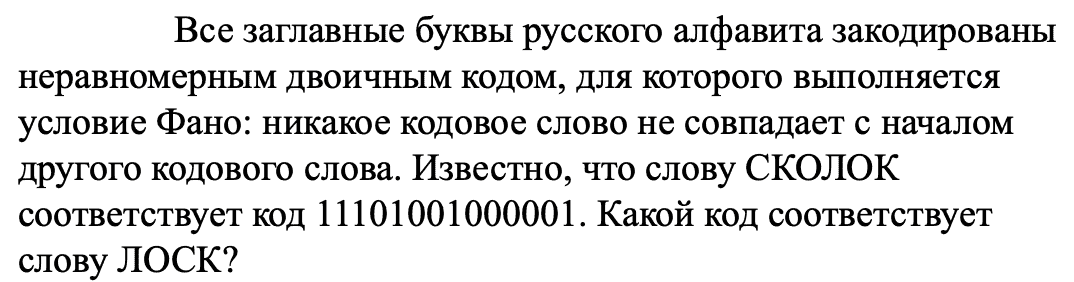 Все заглавные буквы русского алфавита закодированы
неравномерным двоичным кодом, для которого выполняется
условие Фано: никакое кодовое слово не совпадает с началом
другого кодового слова. Известно, что слову СКОЛОК
соответствует код 11101001000001. Какой код соответствует
слову ЛОСК?